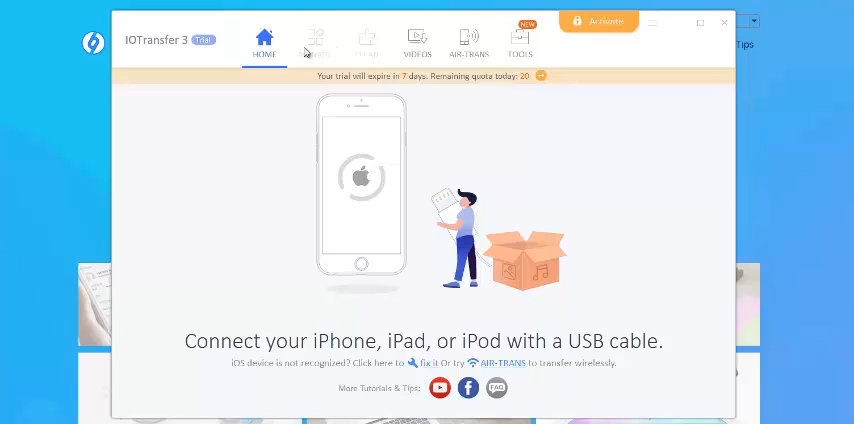 IOTransfer 3 Trial
Activate
NEW
HOME
MANAGE
CLEAN
VIDEOS
AIR-TRANS
TOOLS
Tips
Your trial will expire in 7 days. Remaining quota today: 20
Connect your iPhone, iPad, or iPod with a USB cable.
iOS device is not recognized? Click here to fix it Or try AIR-TRANS to transfer wirelessly.
More Tutorials & Tips: FAQ